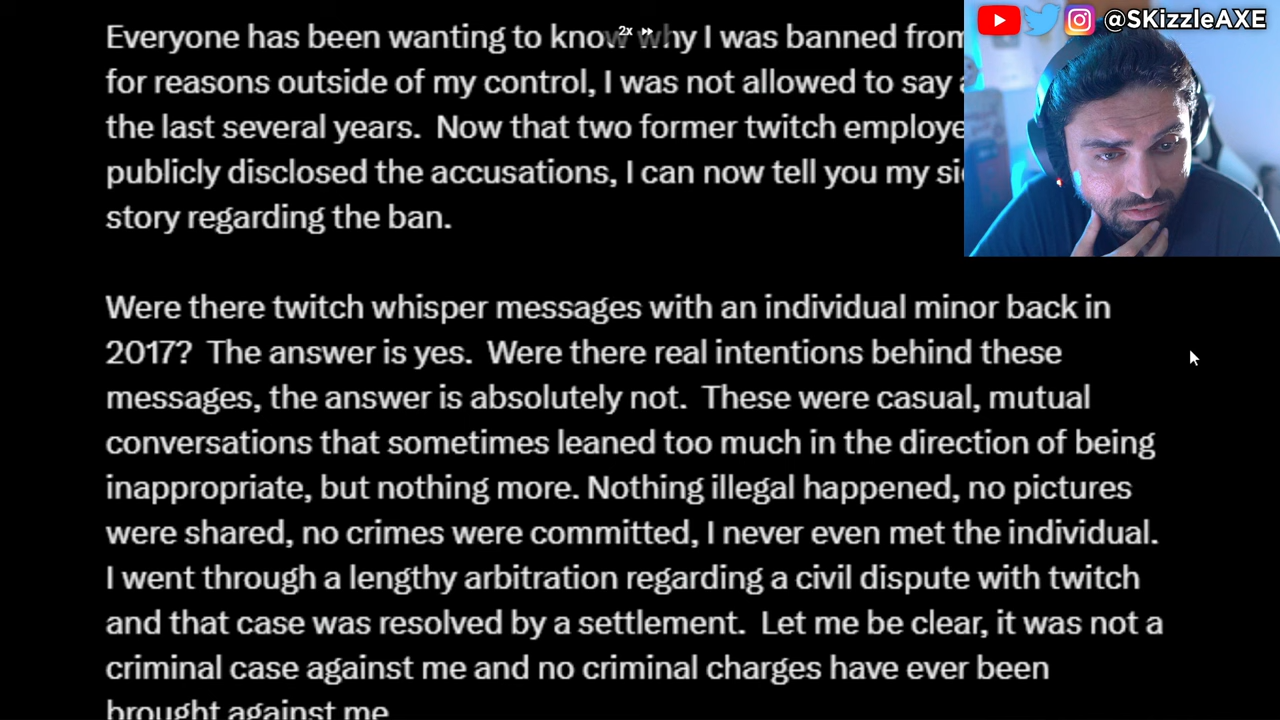 Everyone has been wanting to know why I was banned from
for reasons outside of my control, I was not allowed to say
the last several years. Now that two former twitch
publicly disclosed the accusations, I can now tell you my
story regarding the ban.
Were there twitch whisper messages with an individual minor back in
2017? The answer is yes. Were there real intentions behind these
messages, the answer is absolutely not. These were casual, mutual
conversations that sometimes leaned too much in the direction of being
inappropriate, but nothing more. Nothing illegal happened, no pictures
were shared, no crimes were committed, I never even met the individual.
I went through a lengthy arbitration regarding a civil dispute with twitch
and that case was resolved by a settlement. Let me be clear, it was not a
criminal case against me and no criminal charges have ever been
brought against me
2x
@SKizzleAXE